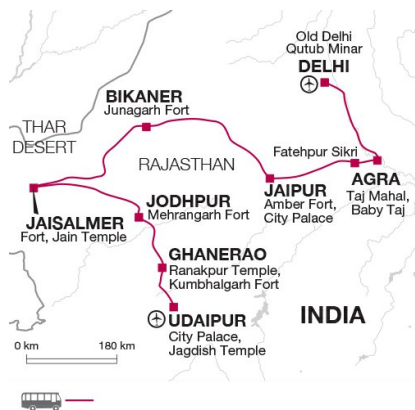 Old Delhi
Qutub Minar
DELHI
BIKANER
Junagarh Fort
THAR
DESERT
RAJASTHAN
Fatehpur Sikri
AGRA
Taj Mahal,
Baby Taj
JAIPUR
Amber Fort,
City Palace
JODHPUR
Mehrangarh Fort
JAISALMER
Fort, Jain Temple
GHANERAO
Ranakpur Temple,
Kumbhalgarh Fort
INDIA
UDAIPUR
City Palace,
Jagdish Temple
0 km 180 km